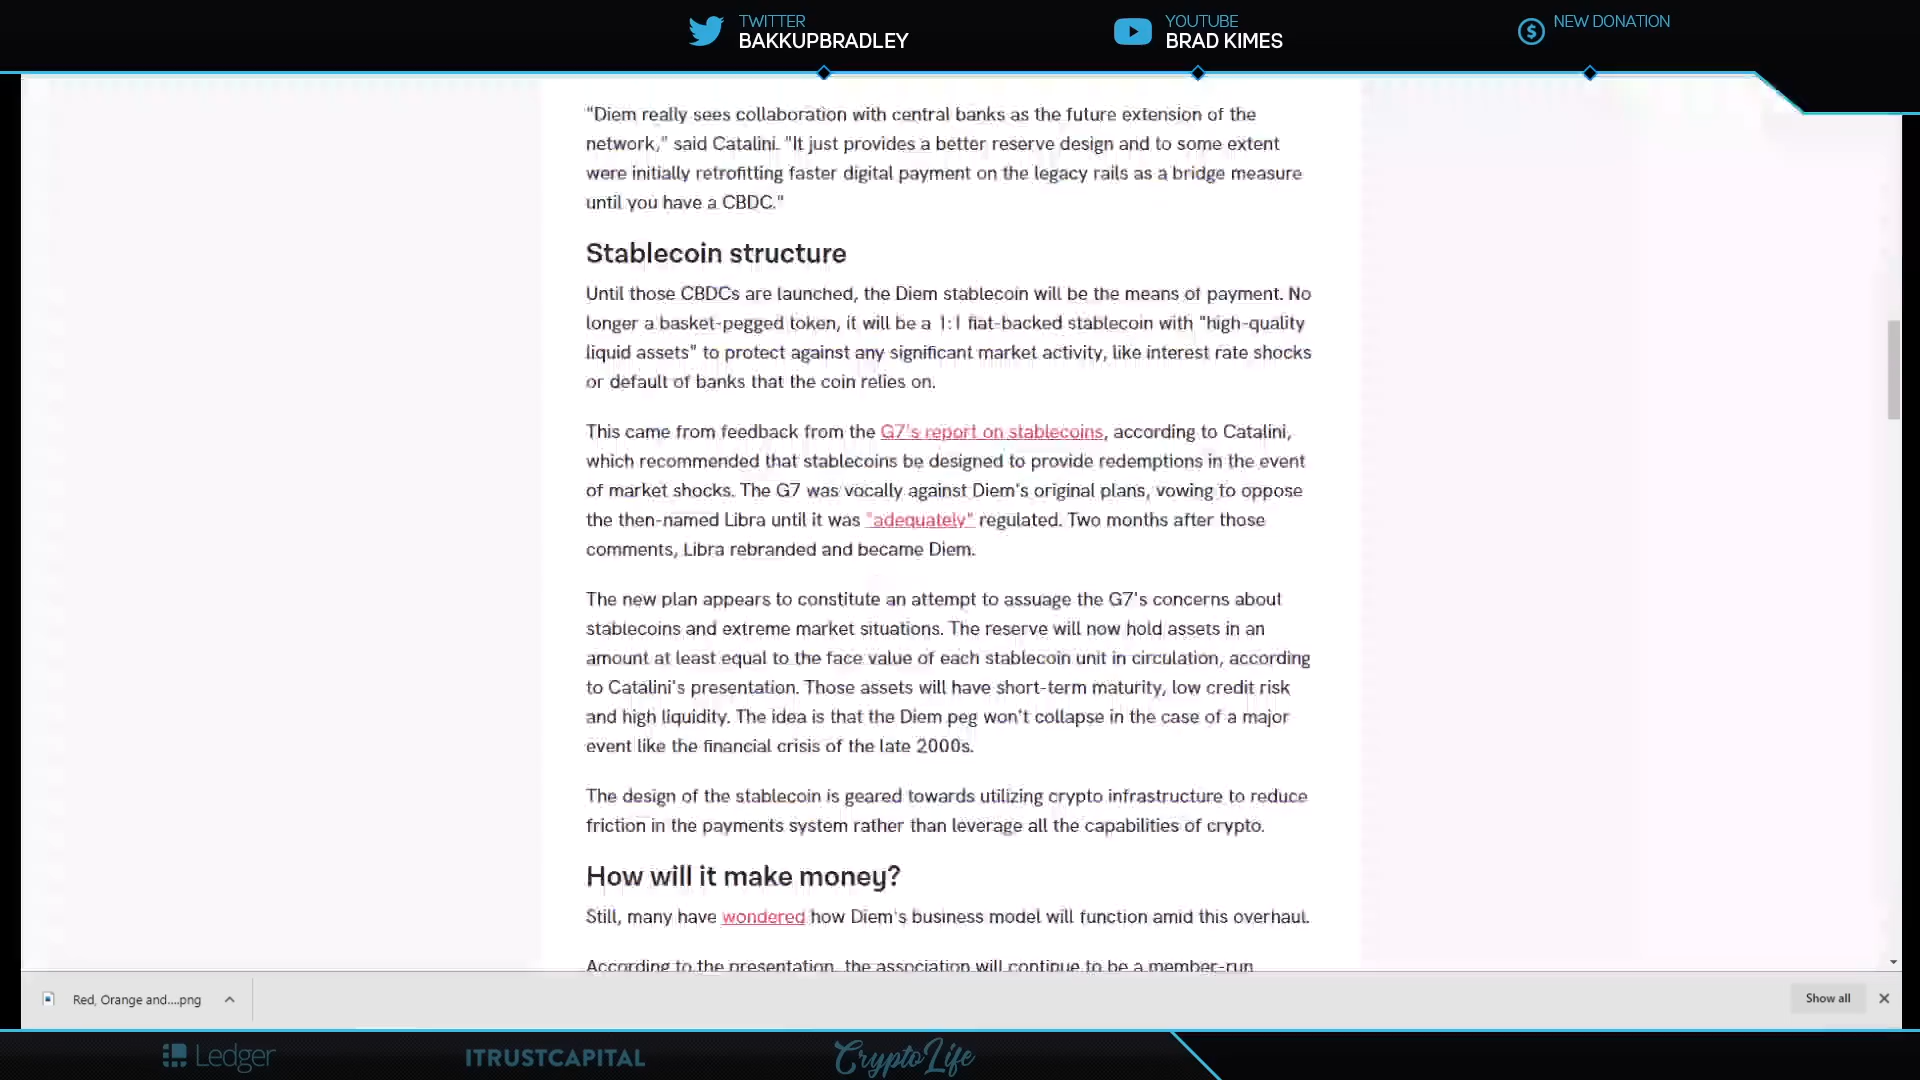 TWITTER
BAKKUPBRADLEY
YOUTUBE
BRAD KIMES
NEW DONATION
"Diem really sees collaboration with central banks as the future extension of the
network," said Catalini. "It just provides a better reserve design and to some extent
were initially retrofitting faster digital payment on the legacy rails as a bridge measure
until you have a CBDC."
Stablecoin structure
Until those CBDCs are launched, the Diem stablecoin will be the means of payment. No
longer a basket-pegged token, it will be a 1:1 fiat-backed stablecoin with "high-quality
liquid assets" to protect against any significant market activity, like interest rate shocks
or default of banks that the coin relies on.
This came from feedback from the G7's report on stablecoins, according to Catalini,
which recommended that stablecoins be designed to provide redemptions in the event
of market shocks. The G7 was vocally against Diem's original plans, vowing to oppose
the then-named Libra until it was "adequately" regulated. Two months after those
comments, Libra rebranded and became Diem.
The new plan appears to constitute an attempt to assuage the G7's concerns about
stablecoins and extreme market situations. The reserve will now hold assets in an
amount at least equal to the face value of each stablecoin unit in circulation, according
to Catalini's presentation. Those assets will have short-term maturity, low credit risk
and high liquidity. The idea is that the Diem peg won't collapse in the case of a major
event like the financial crisis of the late 2000s.
The design of the stablecoin is geared towards utilizing crypto infrastructure to reduce
friction in the payments system rather than leverage all the capabilities of crypto.
How will it make money?
Still, many have wondered how Diem's business model will function amid this overhaul.
According to the presentation, the association will continue to be a member-run
Red, Orange and....png
Show all
Ledger
ITRUSTCAPITAL
CryptoLife